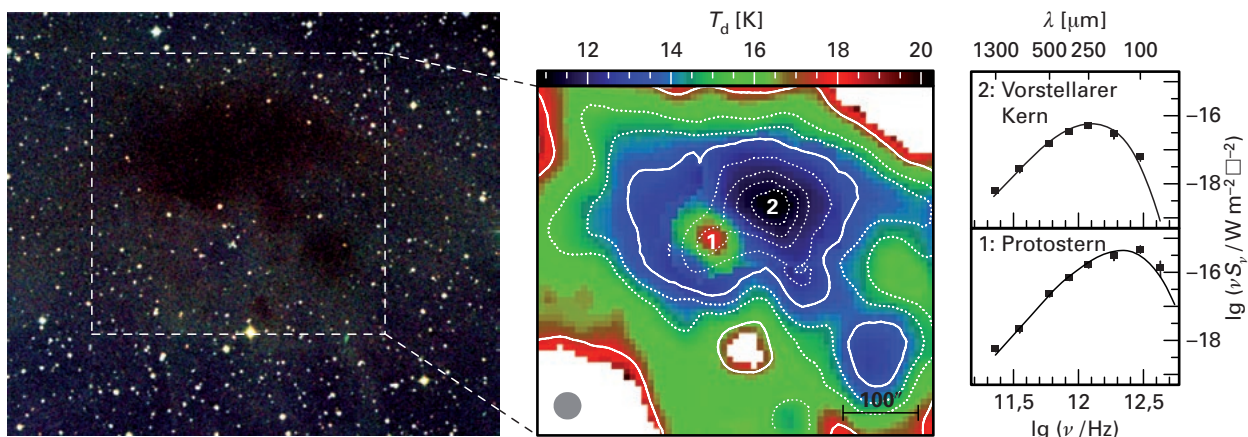 T_d [K]
12 14 16 18 20
1
2
100″
λ [μm]
1300 500 250 100
2: Vorstellarer
Kern
−16
−18
1: Protostern
−16
−18
lg (νS_ν / W m⁻² □⁻²)
11,5 12 12,5
lg (ν /Hz)